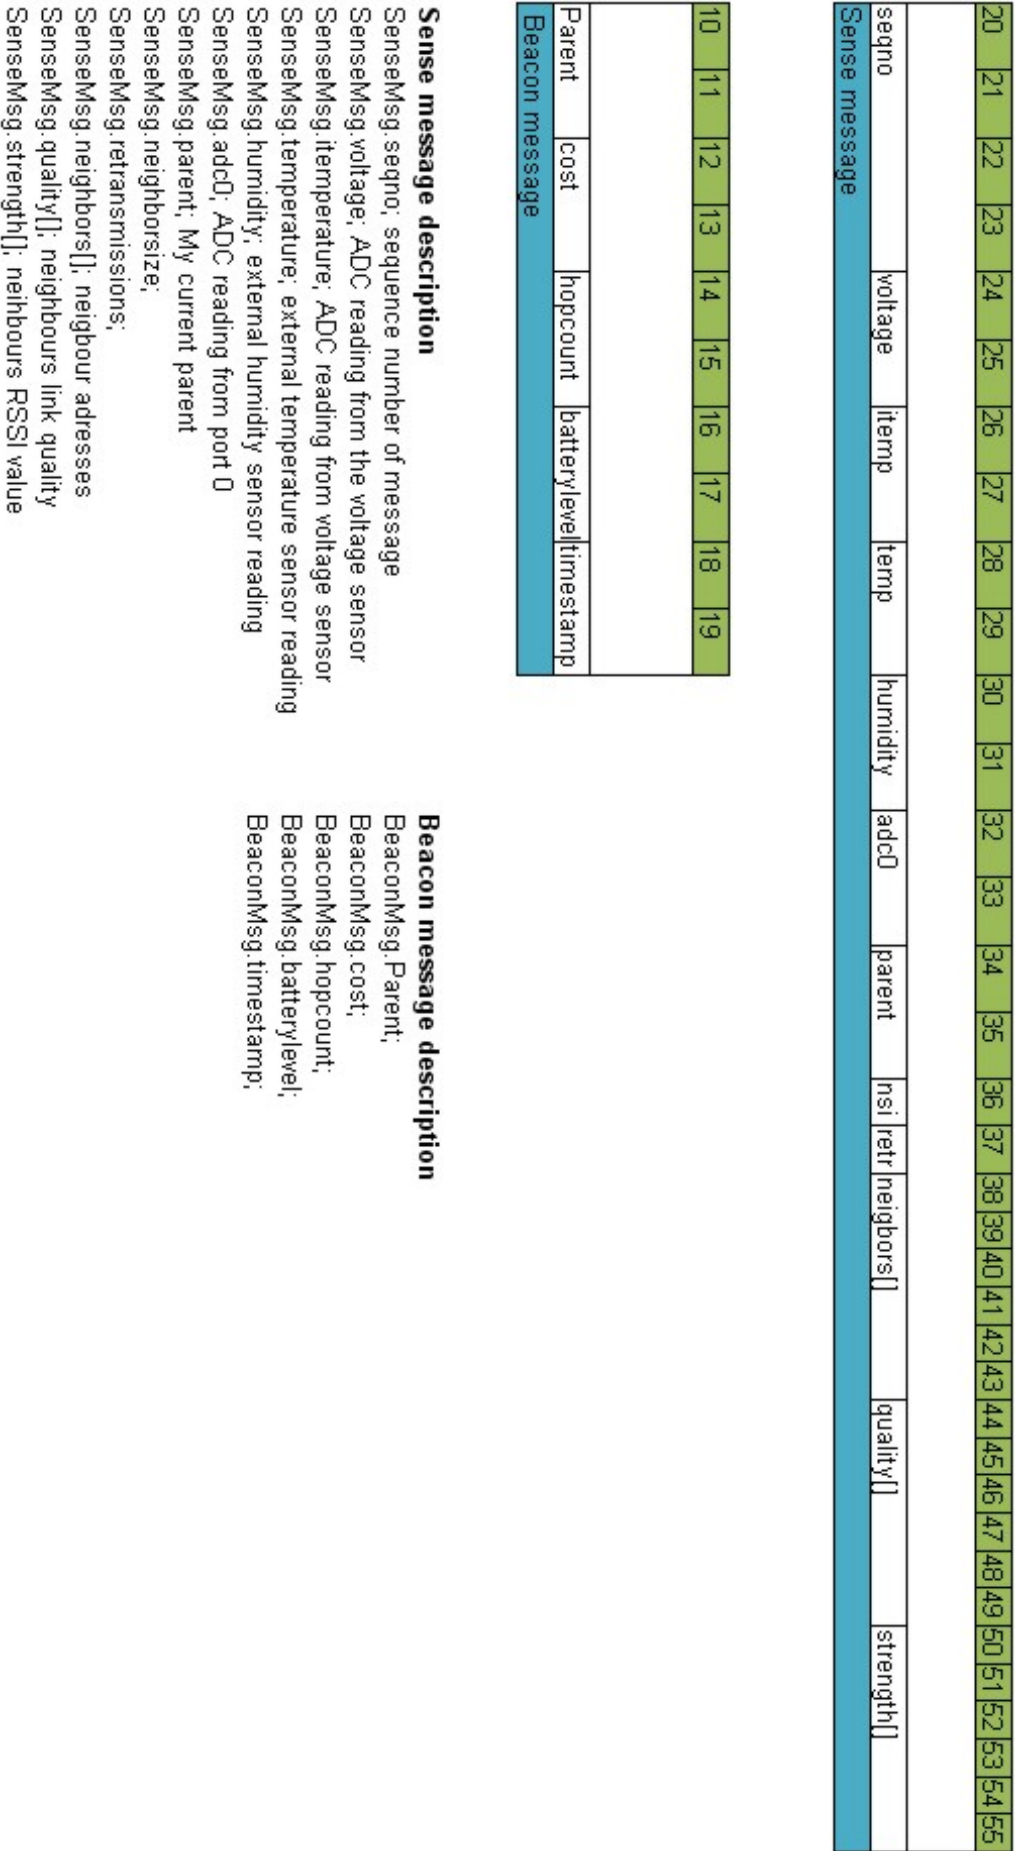 20 21 22 23 24 25 26 27 28 29 30 31 32 33 34 35 36 37 38 39 40 41 42 43 44 45 46 47 48 49 50 51 52 53 54 55
seqno voltage itemp temp humidity adc0 parent nsi retr neigbors[] quality[] strength[]
Sense message
10 11 12 13 14 15 16 17 18 19
Parent cost hopcount batterylevel timestamp
Beacon message
Sense message description
SenseMsg.seqno; sequence number of message
SenseMsg.voltage; ADC reading from the voltage sensor
SenseMsg.itemperature; ADC reading from voltage sensor
SenseMsg.temperature; external temperature sensor reading
SenseMsg.humidity; external humidity sensor reading
SenseMsg.adc0; ADC reading from port 0
SenseMsg.parent; My current parent
SenseMsg.neighborsize;
SenseMsg.retransmissions;
SenseMsg.neighbors[]; neigbour adresses
SenseMsg.quality[]; neighbours link quality
SenseMsg.strength[]; neihbours RSSI value
Beacon message description
BeaconMsg.Parent;
BeaconMsg.cost;
BeaconMsg.hopcount;
BeaconMsg.batterylevel;
BeaconMsg.timestamp;